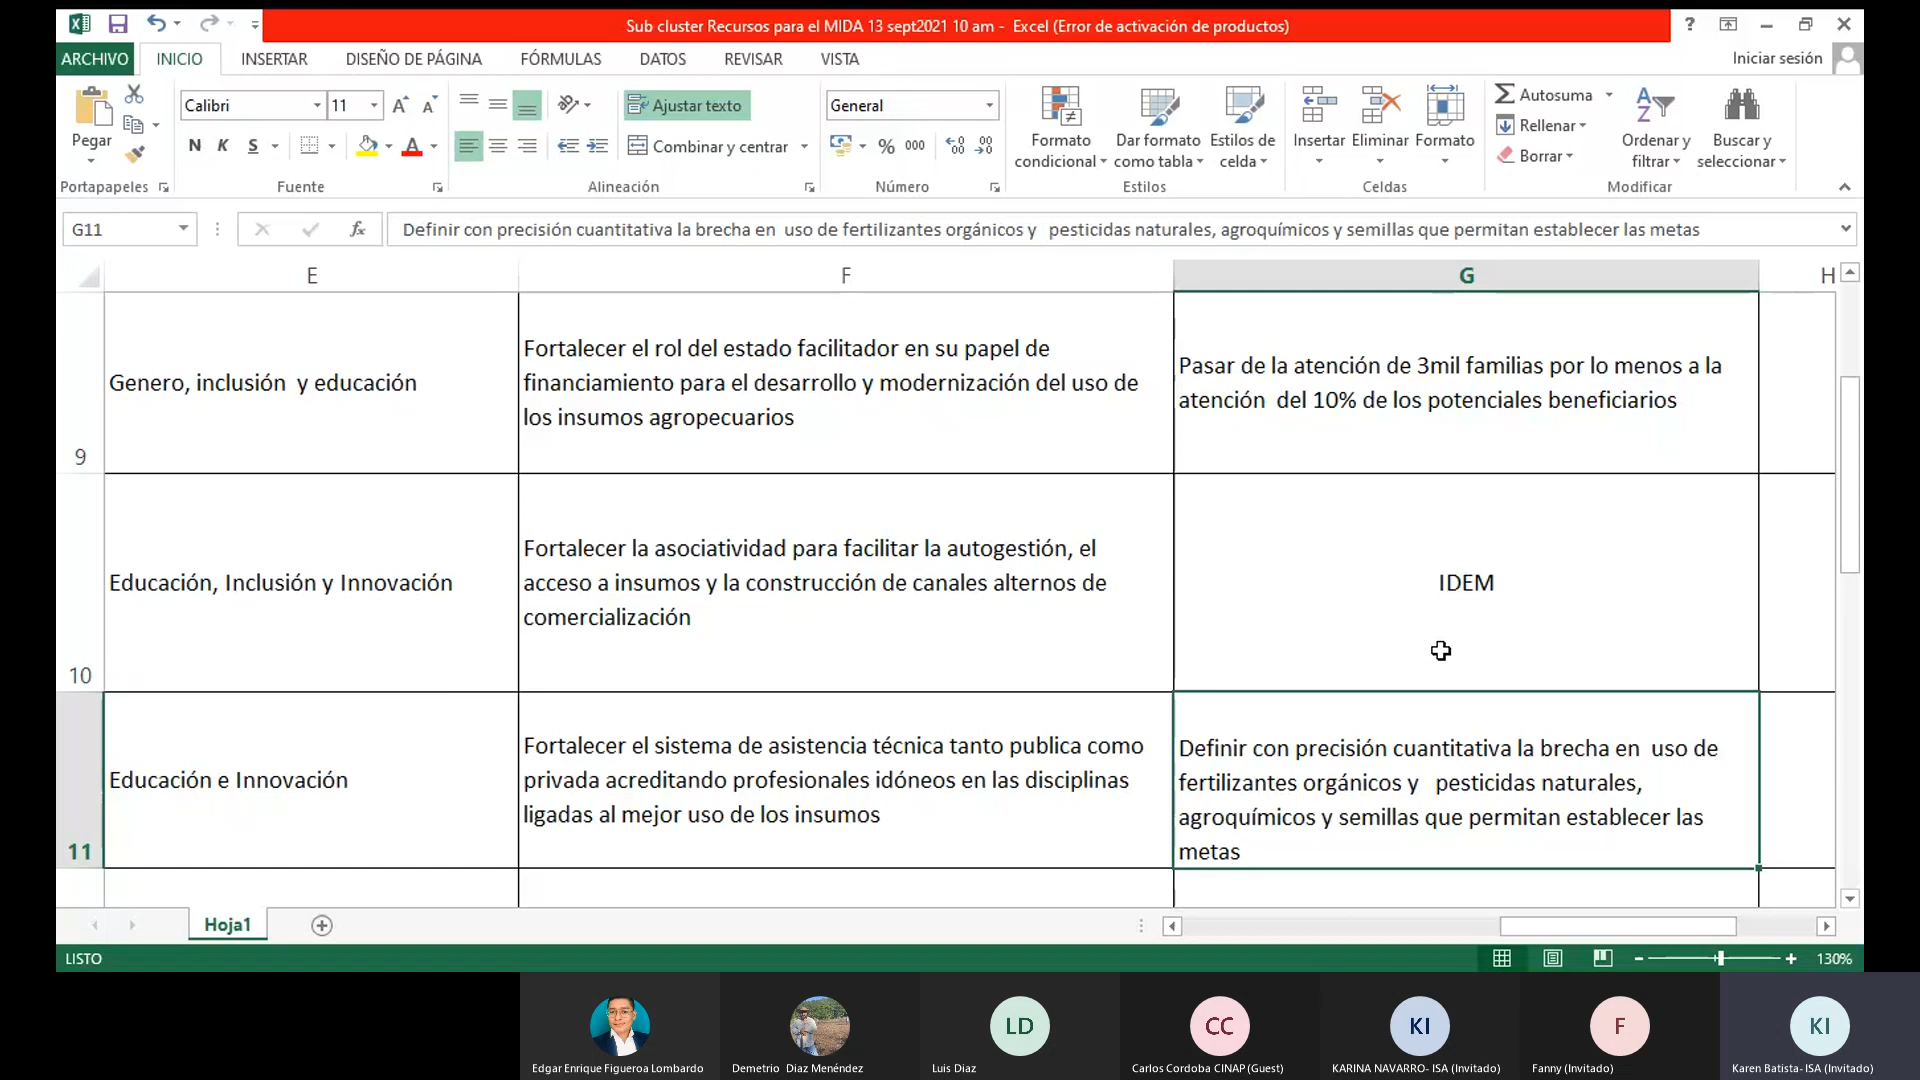 Sub cluster Recursos para el MIDA 13 sept2021 10 am - Excel (Error de activación de productos)
ARCHIVO INICIO INSERTAR DISEÑO DE PÁGINA FÓRMULAS DATOS REVISAR VISTA Iniciar sesión
Pegar
Calibri 11
N K S
Ajustar texto
Combinar y centrar
General
% 000
Formato condicional
Dar formato como tabla
Estilos de celda
Insertar
Eliminar
Formato
Autosuma
Rellenar
Borrar
Ordenar y filtrar
Buscar y seleccionar
Portapapeles Fuente Alineación Número Estilos Celdas Modificar
G11 fx Definir con precisión cuantitativa la brecha en uso de fertilizantes orgánicos y pesticidas naturales, agroquímicos y semillas que permitan establecer las metas
E F G H
9
Genero, inclusión y educación
Fortalecer el rol del estado facilitador en su papel de
financiamiento para el desarrollo y modernización del uso de
los insumos agropecuarios
Pasar de la atención de 3mil familias por lo menos a la
atención del 10% de los potenciales beneficiarios
10
Educación, Inclusión y Innovación
Fortalecer la asociatividad para facilitar la autogestión, el
acceso a insumos y la construcción de canales alternos de
comercialización
IDEM
11
Educación e Innovación
Fortalecer el sistema de asistencia técnica tanto publica como
privada acreditando profesionales idóneos en las disciplinas
ligadas al mejor uso de los insumos
Definir con precisión cuantitativa la brecha en uso de
fertilizantes orgánicos y pesticidas naturales,
agroquímicos y semillas que permitan establecer las
metas
Hoja1
LISTO 130%
LD CC KI F KI
Edgar Enrique Figueroa Lombardo
Demetrio Diaz Menéndez
Luis Diaz
Carlos Cordoba CINAP (Guest)
KARINA NAVARRO- ISA (Invitado)
Fanny (Invitado)
Karen Batista- ISA (Invitado)